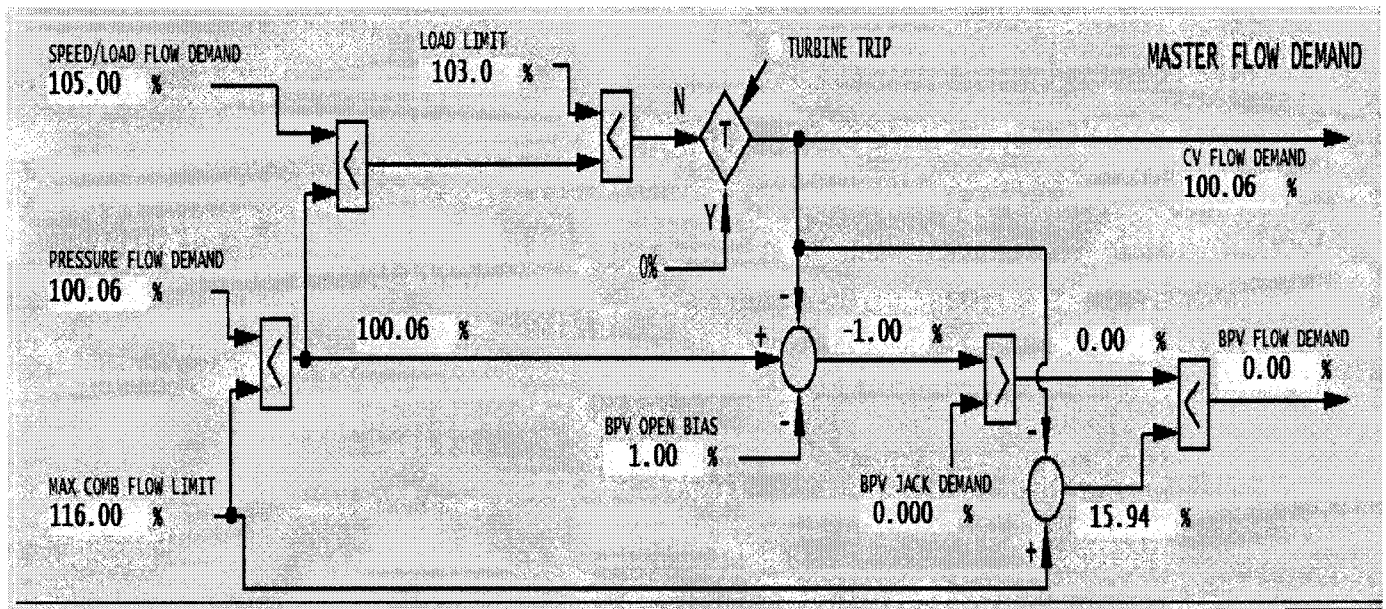 MASTER FLOW DEMAND
SPEED/LOAD FLOW DEMAND
105.00 %
LOAD LIMIT
103.0 %
TURBINE TRIP
N
T
Y
0%
CV FLOW DEMAND
100.06 %
PRESSURE FLOW DEMAND
100.06 %
100.06 %
-
+
-
-1.00 %
0.00 %
BPV FLOW DEMAND
0.00 %
BPV OPEN BIAS
1.00 %
BPV JACK DEMAND
0.000 %
-
+
15.94 %
MAX COMB FLOW LIMIT
116.00 %
<
<
<
>
<